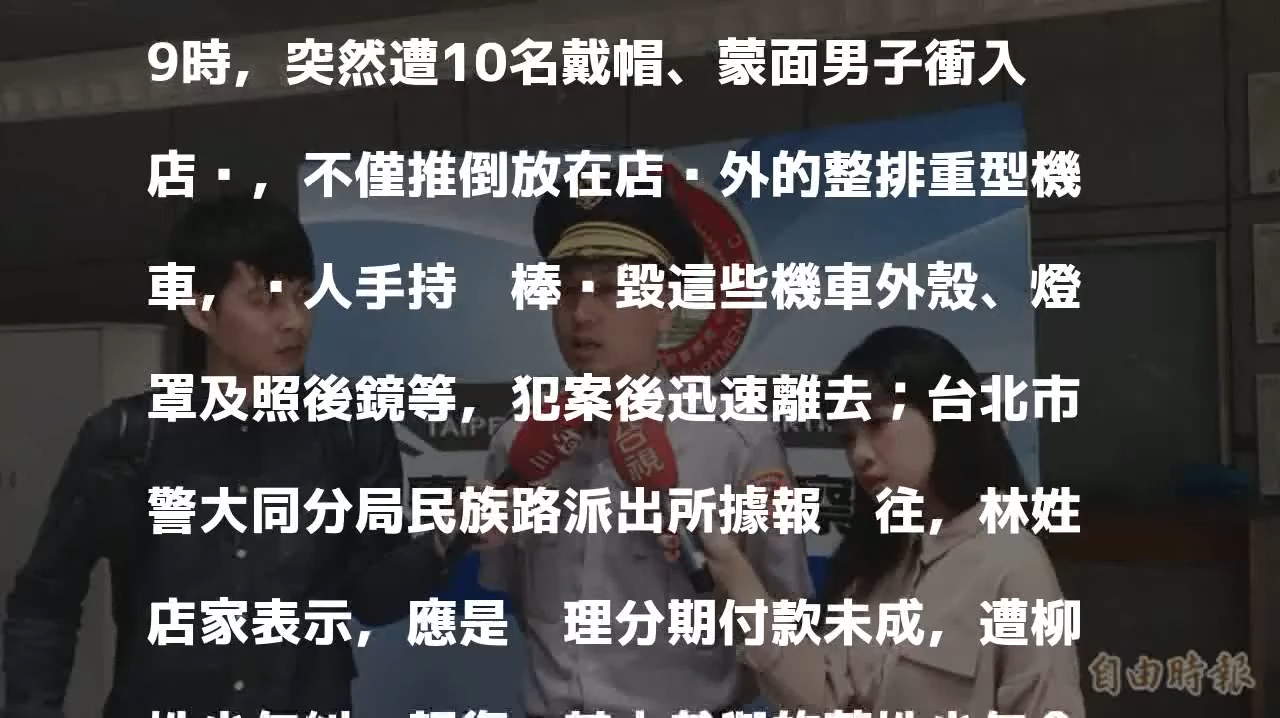 9時，突然遭10名戴帽、蒙面男子衝入
店▪，不僅推倒放在店▪外的整排重型機
車，▪人手持　棒▪毀這些機車外殼、燈
罩及照後鏡等，犯案後迅速離去；台北市
警大同分局民族路派出所據報　往，林姓
店家表示，應是　理分期付款未成，遭柳
三立
台視
自由時報